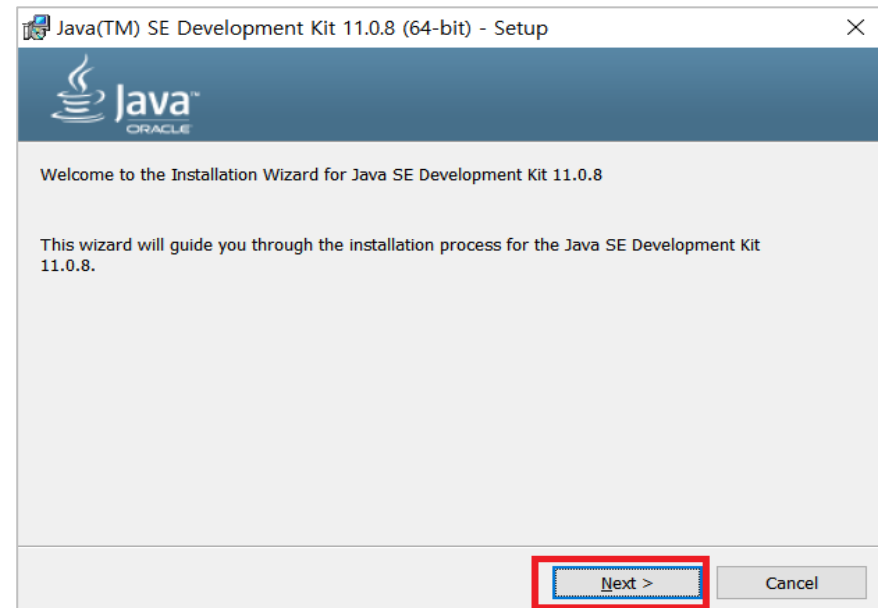 Java(TM) SE Development Kit 11.0.8 (64-bit) - Setup
Java™
ORACLE
Welcome to the Installation Wizard for Java SE Development Kit 11.0.8
This wizard will guide you through the installation process for the Java SE Development Kit
11.0.8.
Next >
Cancel